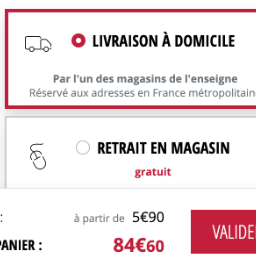 LIVRAISON À DOMICILE
Par l'un des magasins de l'enseigne
Réservé aux adresses en France métropolitain
RETRAIT EN MAGASIN
gratuit
: à partir de 5€90
PANIER : 84€60
VALIDE